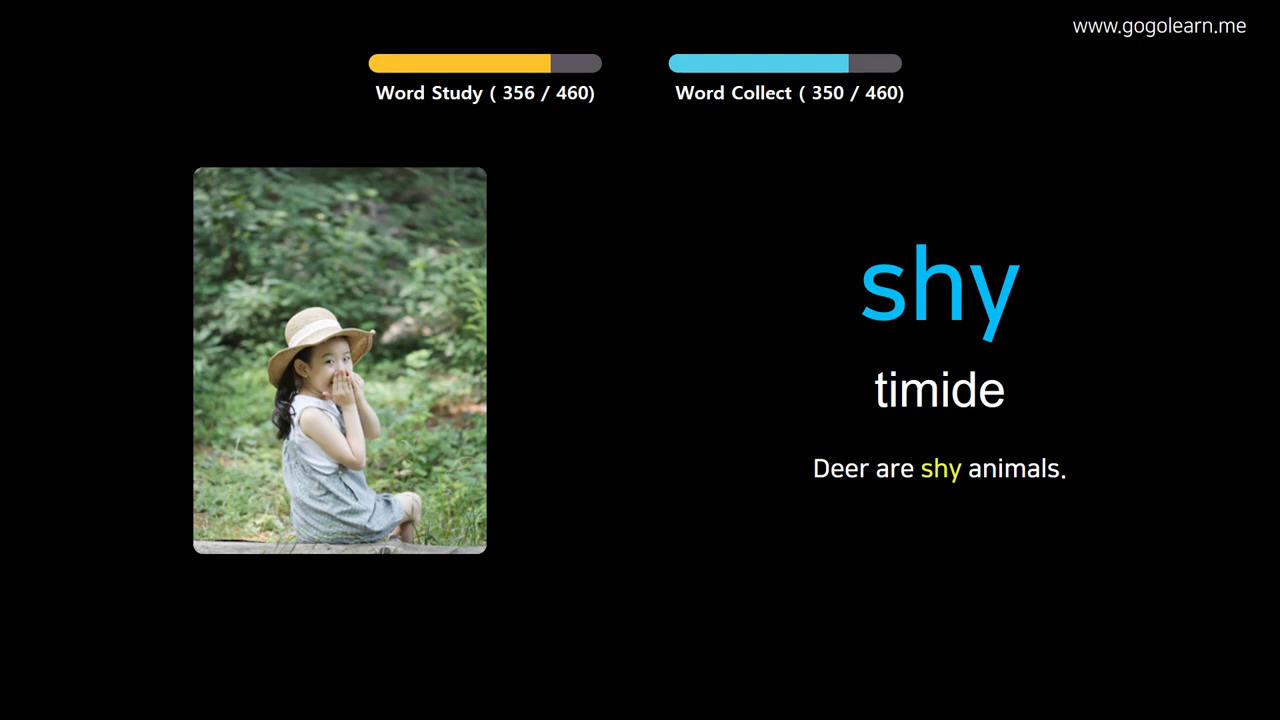 www.gogolearn.me
Word Study ( 356 / 460)
Word Collect ( 350 / 460)
shy
timide
Deer are shy animals.